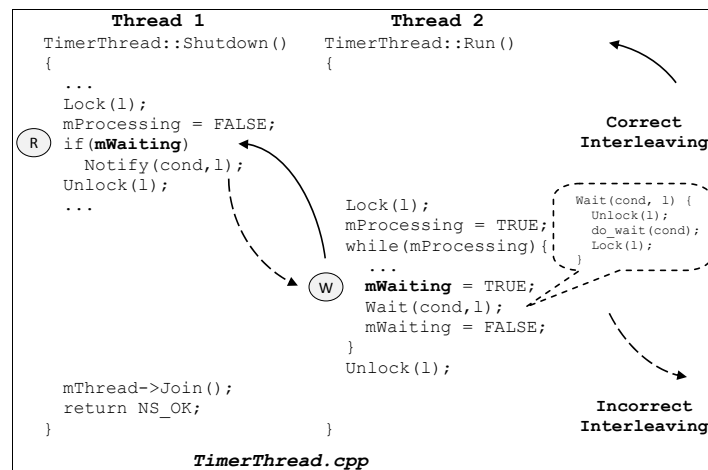 Thread 1
TimerThread::Shutdown()
{
...
Lock(l);
mProcessing = FALSE;
R
if(mWaiting)
Notify(cond,l);
Unlock(l);
...
mThread->Join();
return NS_OK;
}
Thread 2
TimerThread::Run()
{
Lock(l);
mProcessing = TRUE;
while(mProcessing){
...
W
mWaiting = TRUE;
Wait(cond,l);
mWaiting = FALSE;
}
Unlock(l);
}
Correct
Interleaving
Wait(cond, l) {
Unlock(l);
do_wait(cond);
Lock(l);
}
Incorrect
Interleaving
TimerThread.cpp